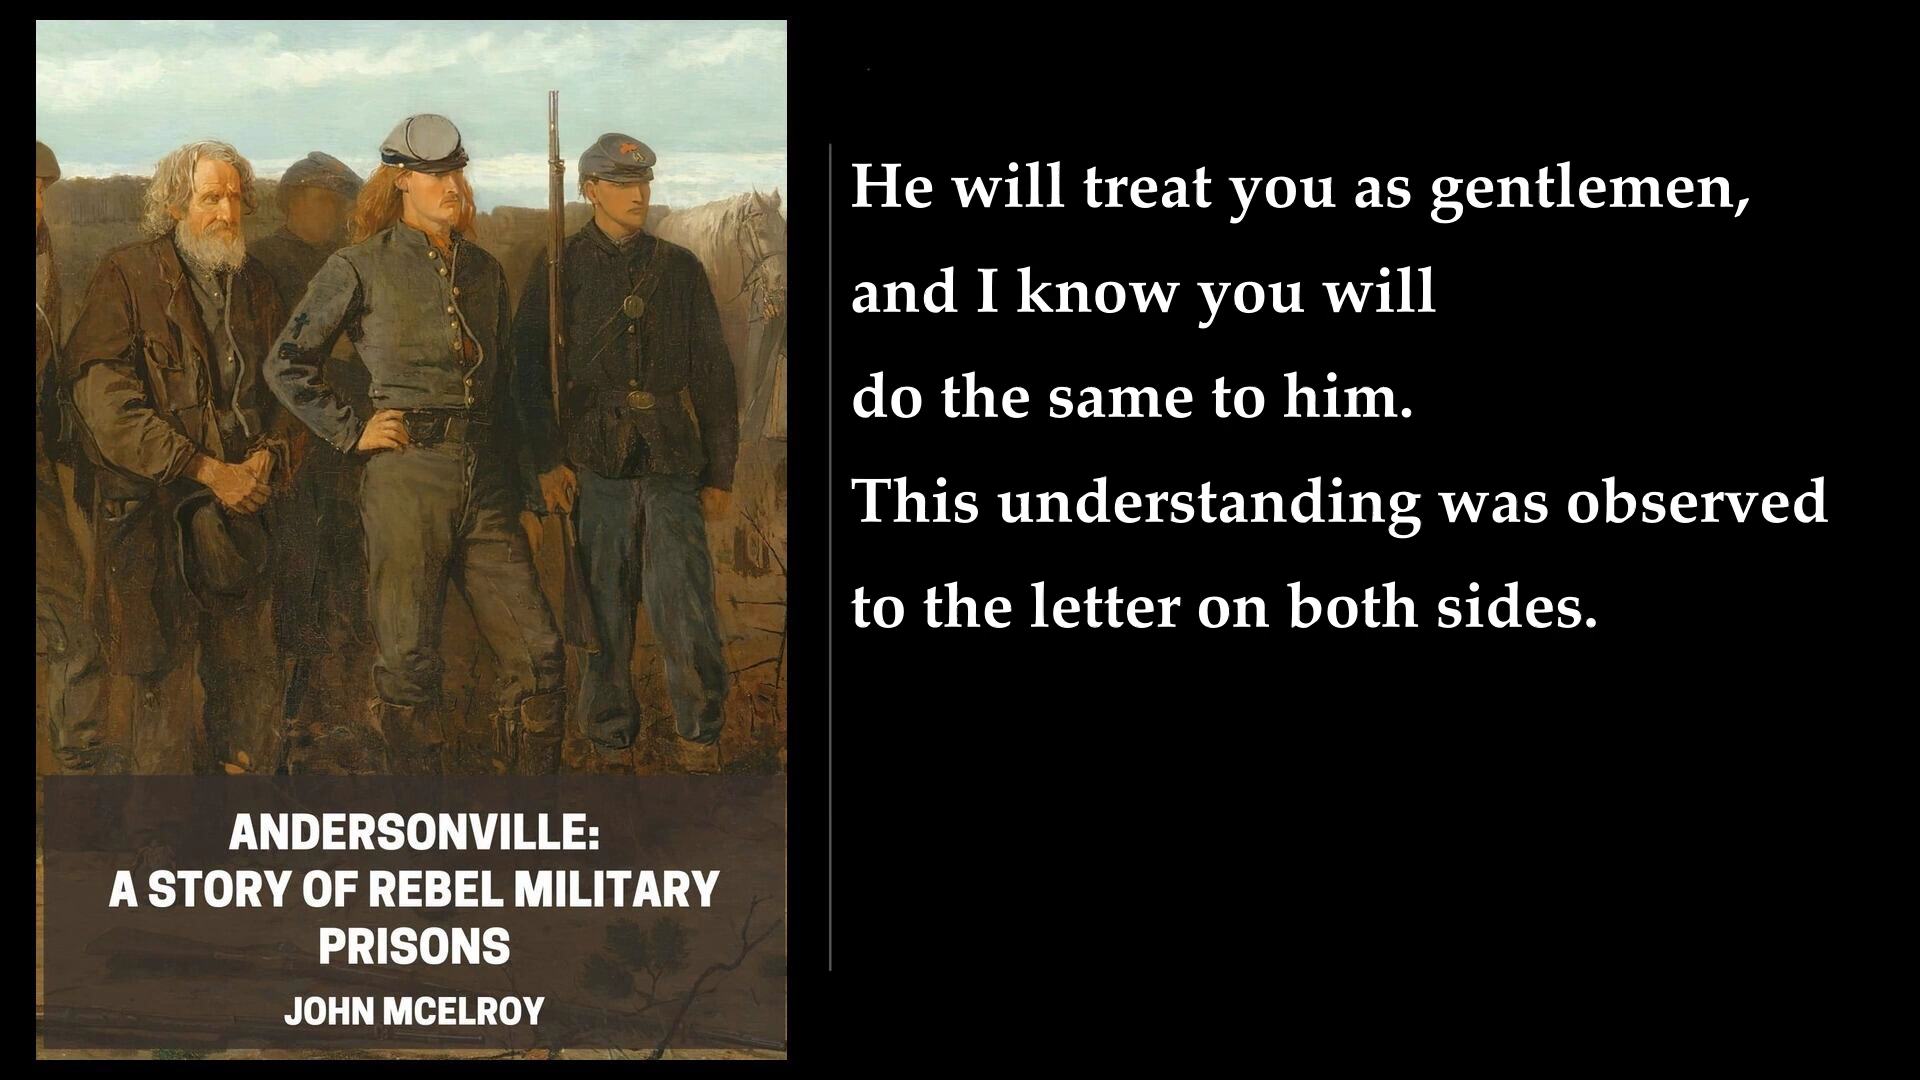 ANDERSONVILLE:
A STORY OF REBEL MILITARY
PRISONS
JOHN MCELROY
He will treat you as gentlemen,
and I know you will
do the same to him.
This understanding was observed
to the letter on both sides.